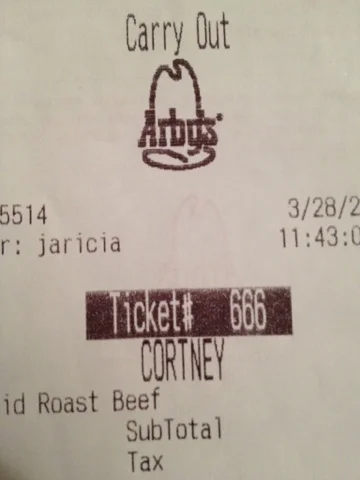 Carry Out
Arby's®
5514 3/28/2
r: jaricia 11:43:0
Ticket# 666
CORTNEY
id Roast Beef
SubTotal
Tax